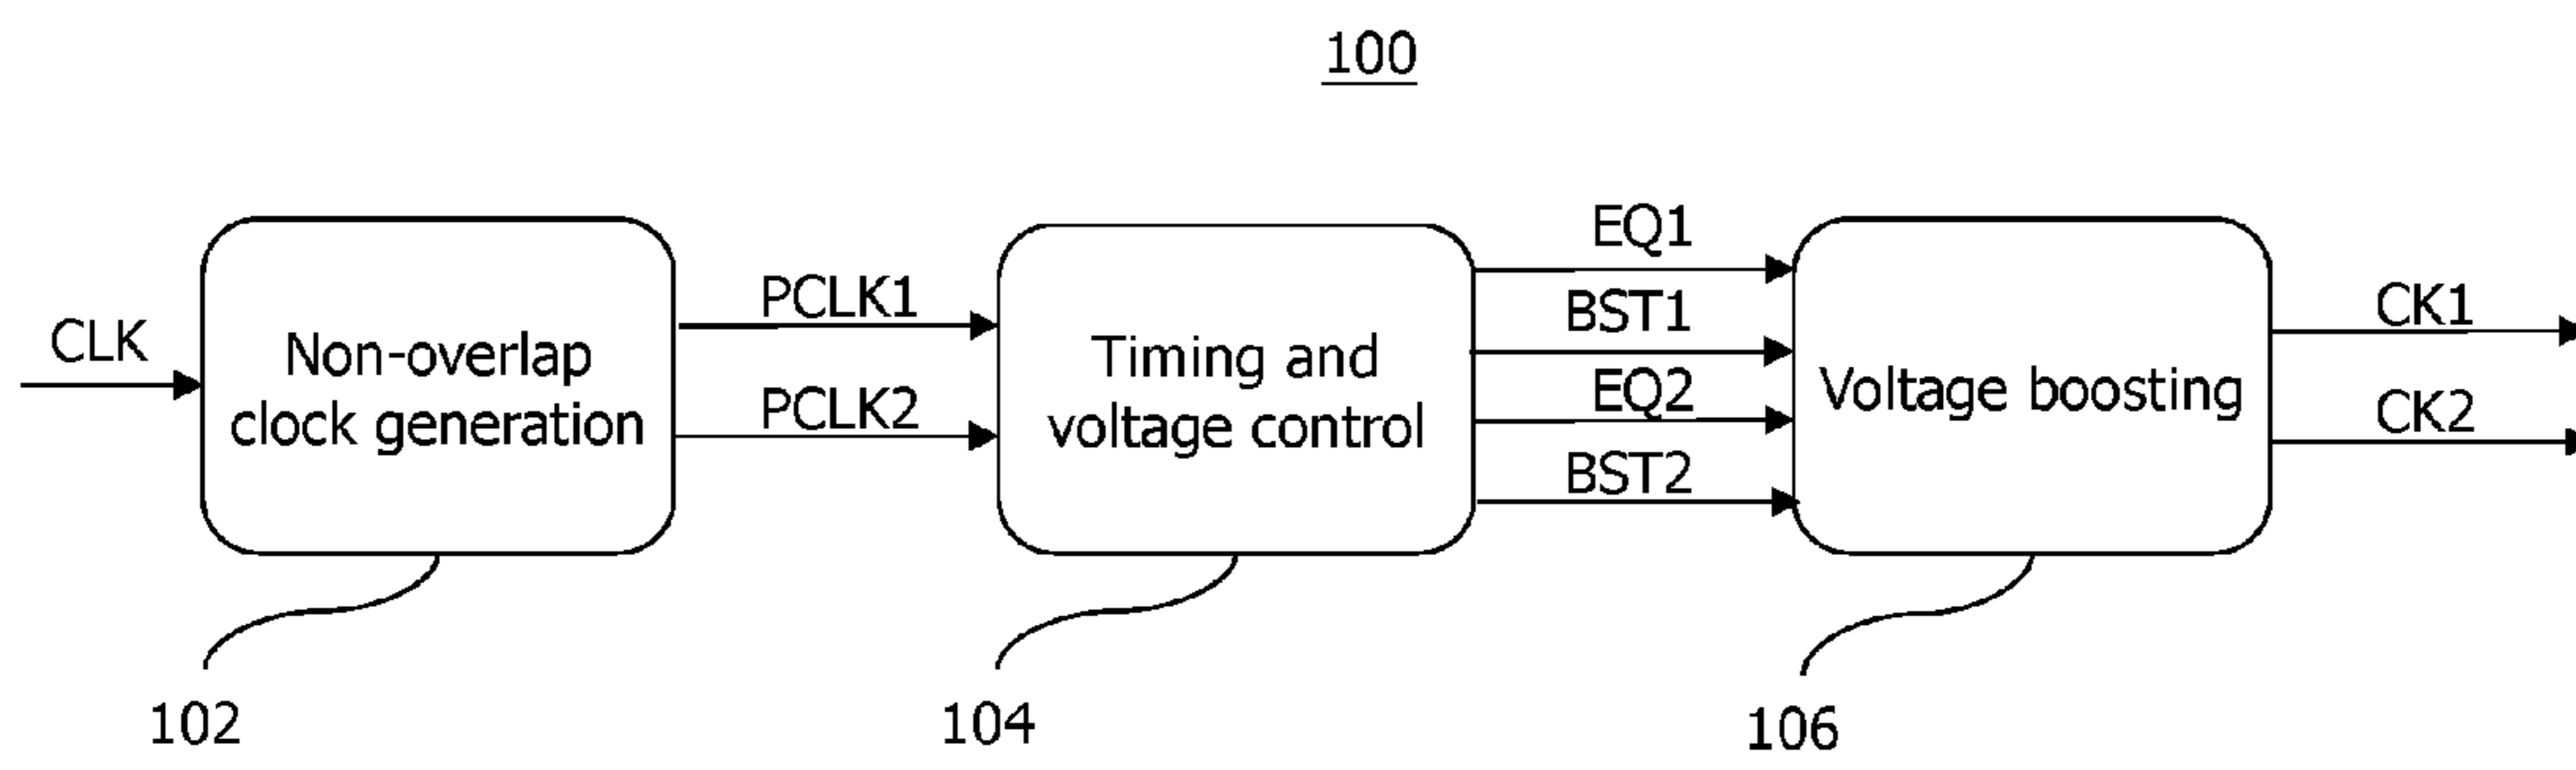 100
CLK
Non-overlap
clock generation
PCLK1
PCLK2
Timing and
voltage control
EQ1
BST1
EQ2
BST2
Voltage boosting
CK1
CK2
102
104
106